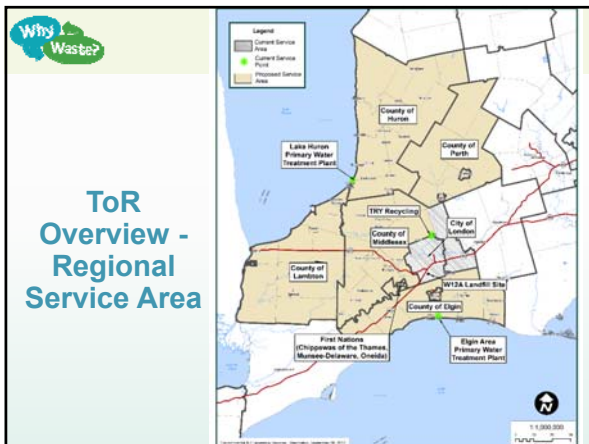 Why
Waste?
ToR
Overview -
Regional
Service Area
Legend
Current Service
Area
Current Service
Point
Proposed Service
Area
County of
Huron
County of
Perth
Lake Huron
Primary Water
Treatment Plant
TRY Recycling
City of
London
County of
Middlesex
County of
Lambton
W12A Landfill Site
County of Elgin
First Nations
(Chippawas of the Thames,
Munsee-Delaware, Oneida)
Elgin Area
Primary Water
Treatment Plant
N
1:1,000,000